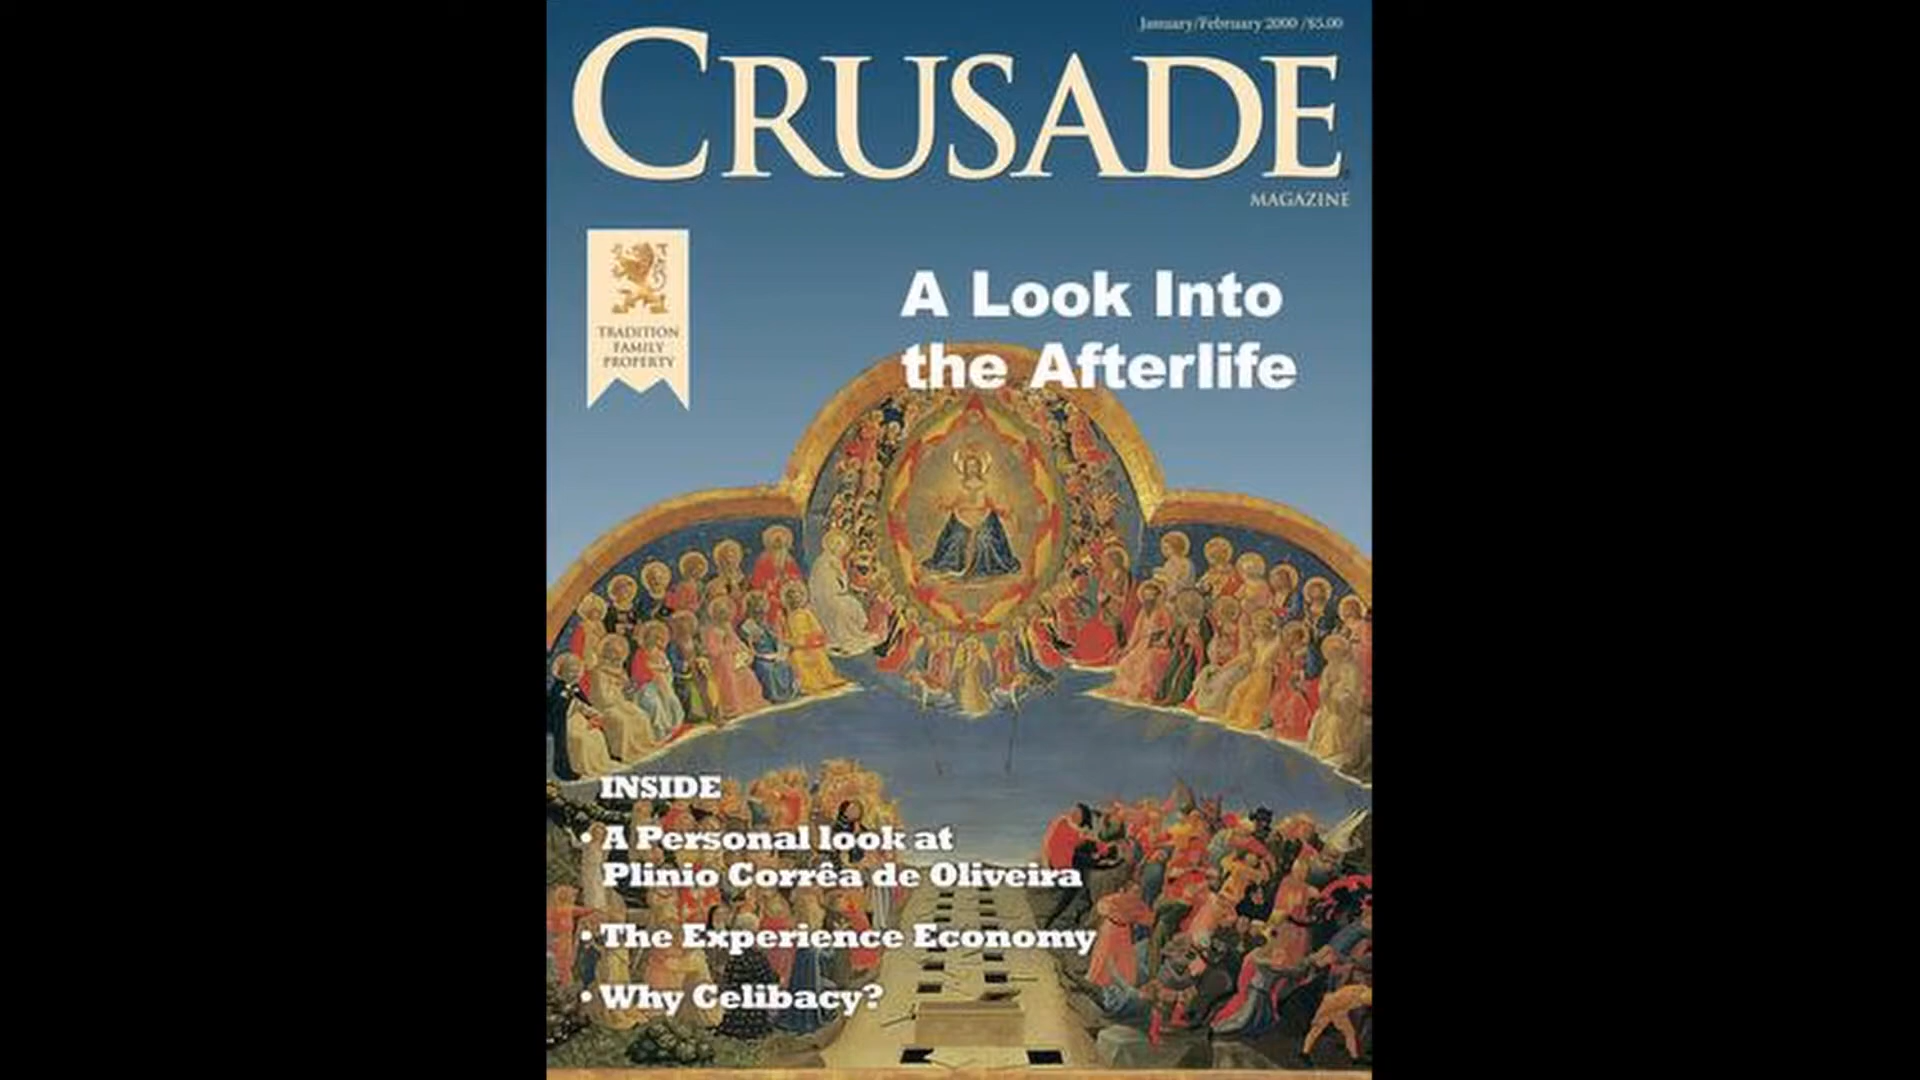 January/February 2000 /$5.00
CRUSADE
MAGAZINE
TRADITION
FAMILY
PROPERTY
A Look Into
the Afterlife
INSIDE
• A Personal look at
Plinio Corrêa de Oliveira
• The Experience Economy
• Why Celibacy?